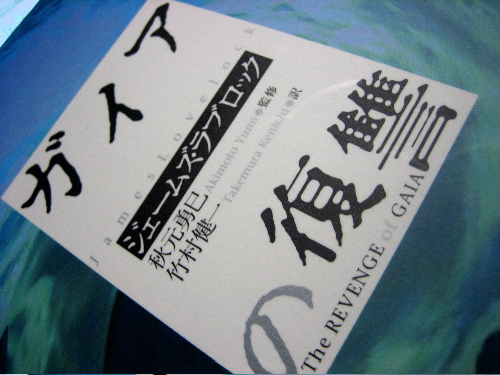 ガイア
の
復讐
The REVENGE of GAIA
James Lovelock
ジェームズ・ラブロック
秋元勇巳 Akimoto Yumi●監修
竹村健一 Takemura Kenichi●訳